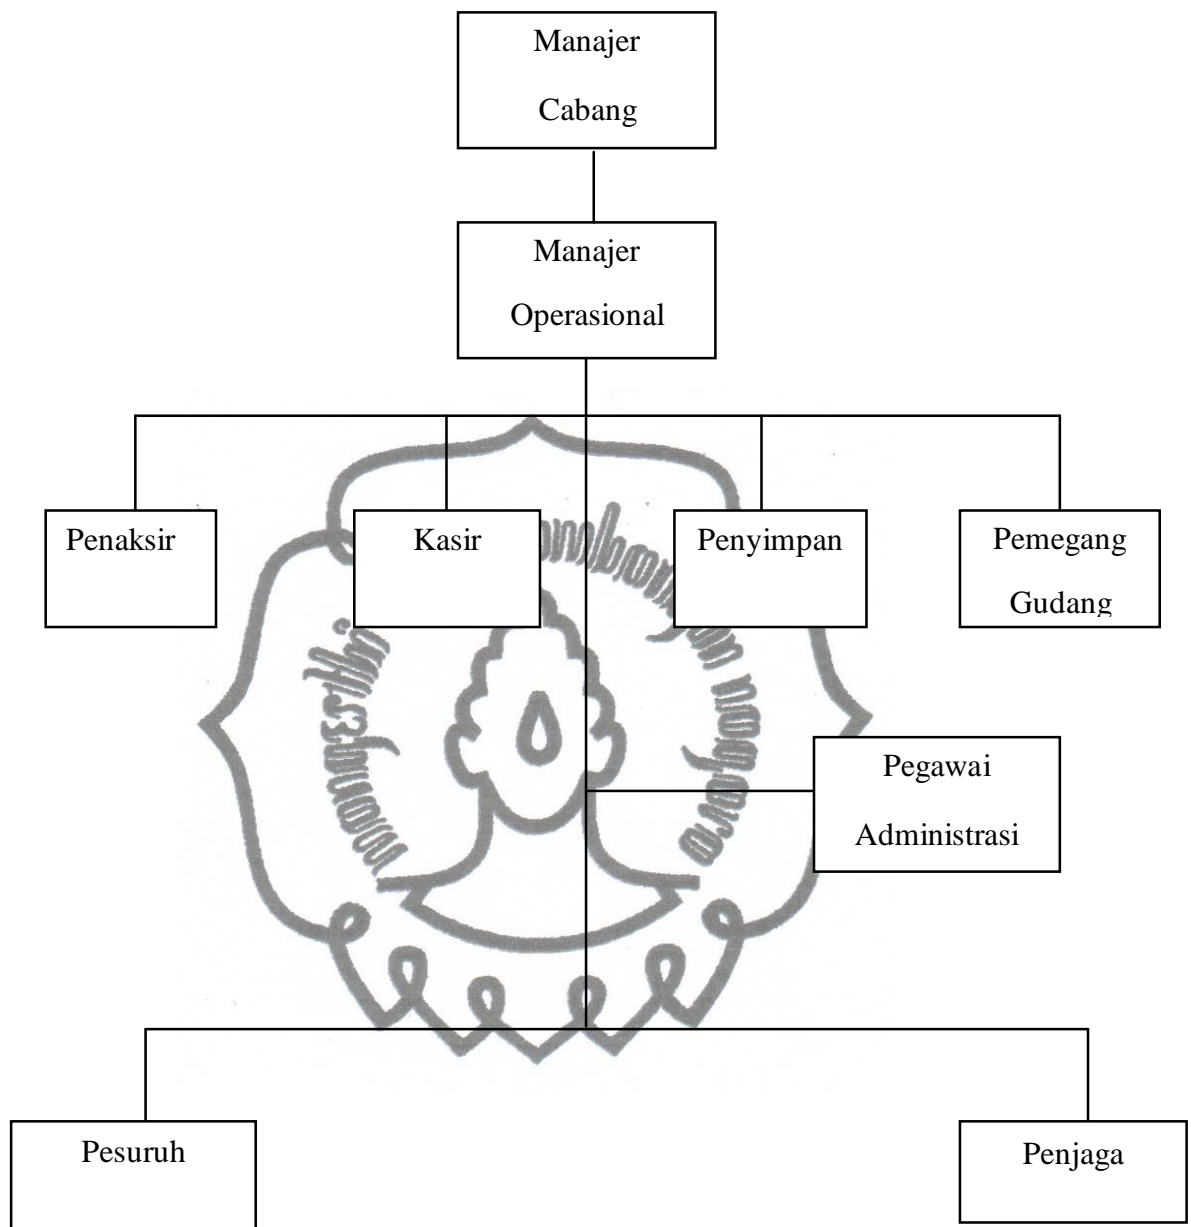 Manajer
Cabang
Manajer
Operasional
Penaksir
Kasir
Penyimpan
Pemegang
Gudang
Pegawai
Administrasi
Pesuruh
Penjaga